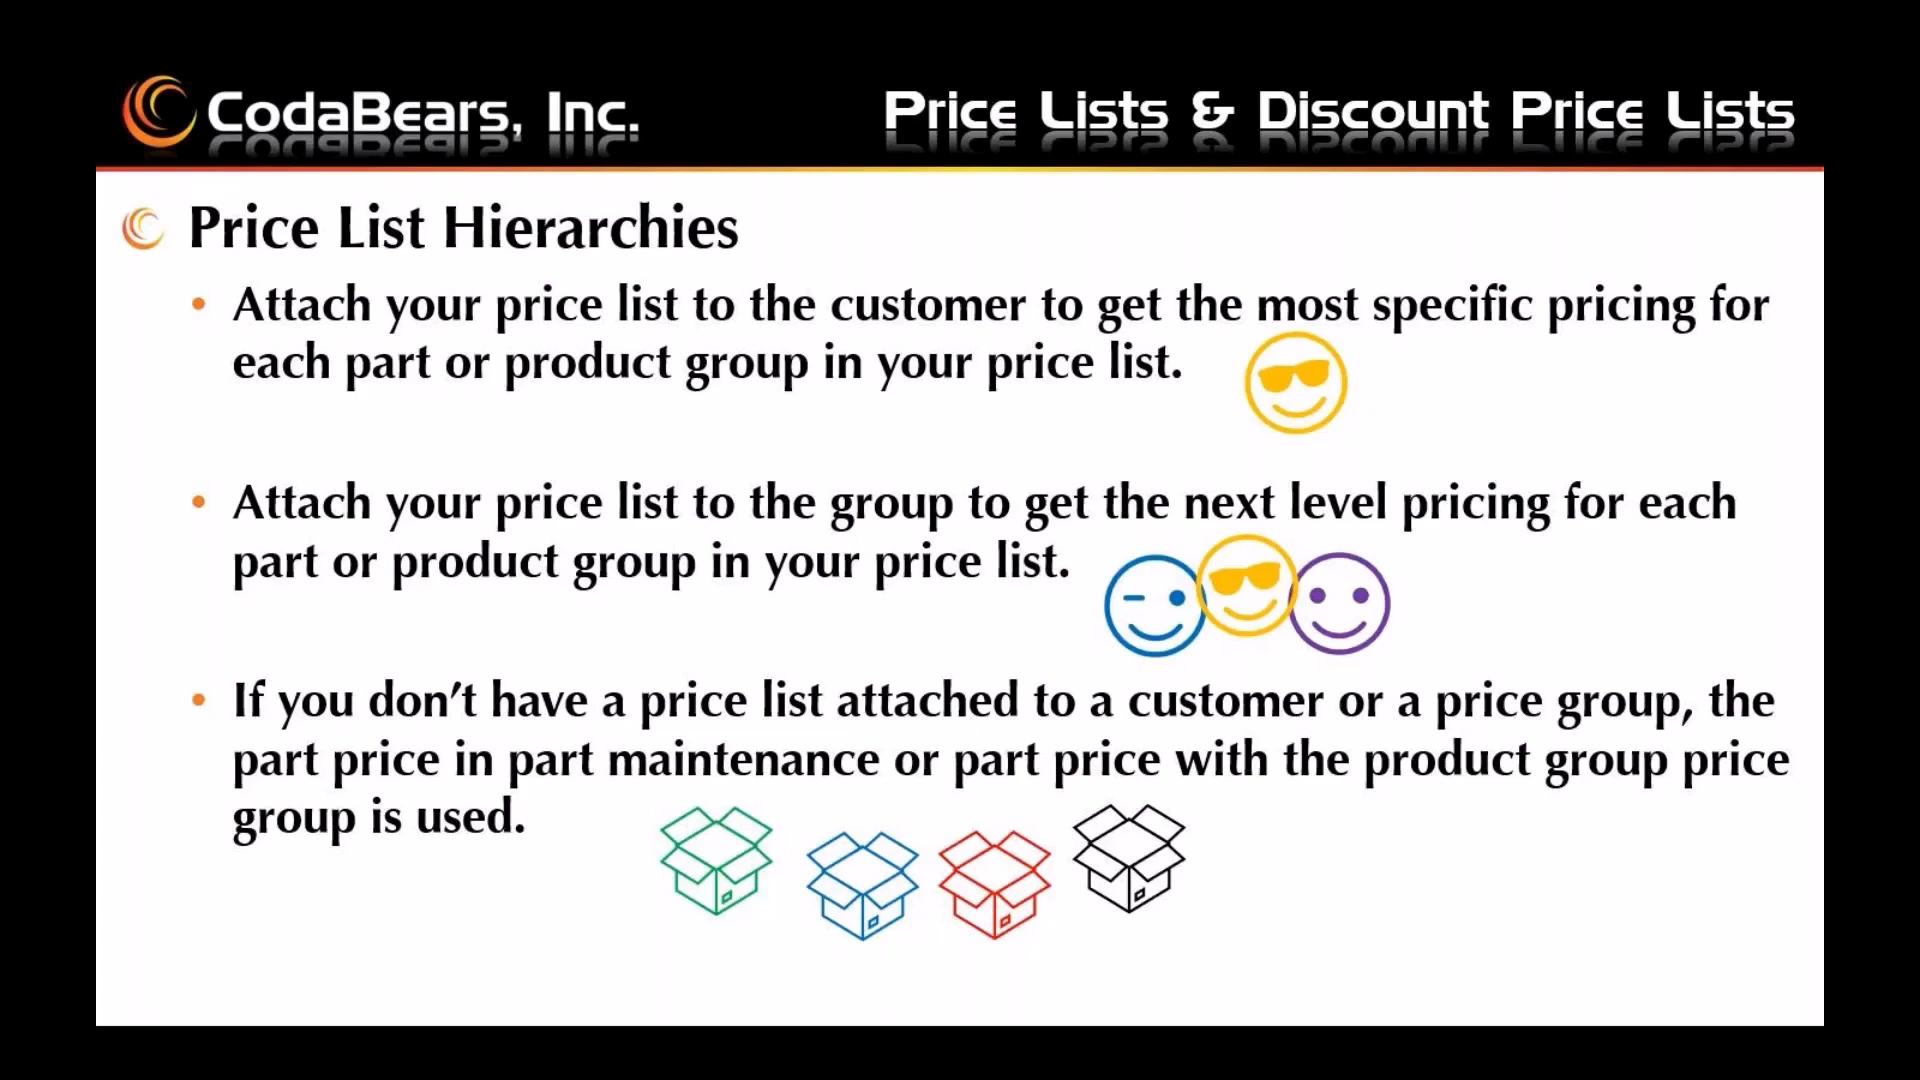 CodaBears, Inc.
Price Lists & Discount Price Lists
Price List Hierarchies
• Attach your price list to the customer to get the most specific pricing for
each part or product group in your price list.
• Attach your price list to the group to get the next level pricing for each
part or product group in your price list.
• If you don’t have a price list attached to a customer or a price group, the
part price in part maintenance or part price with the product group price
group is used.